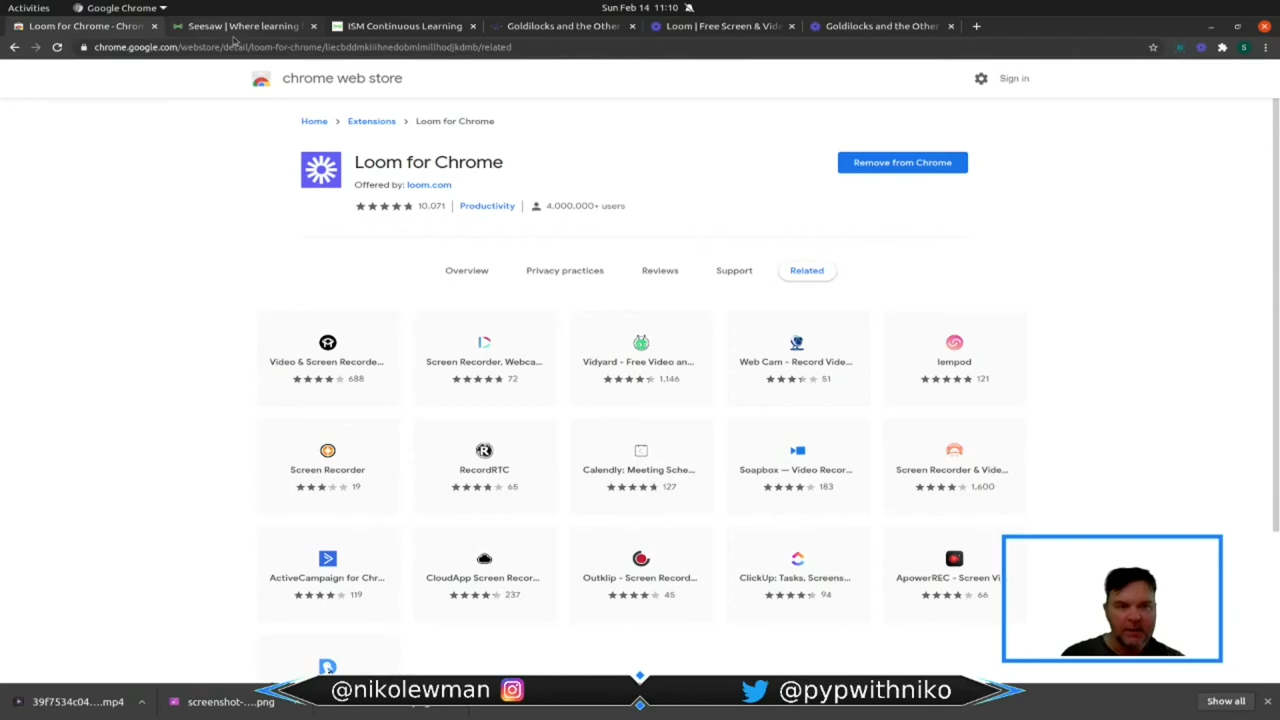 Activities Google Chrome Sun Feb 14 11:10
Loom for Chrome - Chron Seesaw | Where learning ISM Continuous Learning Goldilocks and the Other Loom | Free Screen & Vide Goldilocks and the Other
chrome.google.com/webstore/detail/loom-for-chrome/liecbddmkiiihnedobmlmillhodjkdmb/related
chrome web store Sign in
Home > Extensions > Loom for Chrome
Loom for Chrome Remove from Chrome
Offered by: loom.com
10,071 | Productivity | 4,000,000+ users
Overview Privacy practices Reviews Support Related
Video & Screen Recorde... Screen Recorder, Webca... Vidyard - Free Video an... Web Cam - Record Vide... lempod
688 72 1,146 51 121
Screen Recorder RecordRTC Calendly: Meeting Sche... Soapbox — Video Recor... Screen Recorder & Vide...
19 65 127 183 1,600
ActiveCampaign for Chr... CloudApp Screen Recor... Outklip - Screen Record... ClickUp: Tasks, Screens... ApowerREC - Screen Vi
119 237 45 94 66
@nikolewman @pypwithniko
39f7534c04....mp4 screenshot-....png Show all